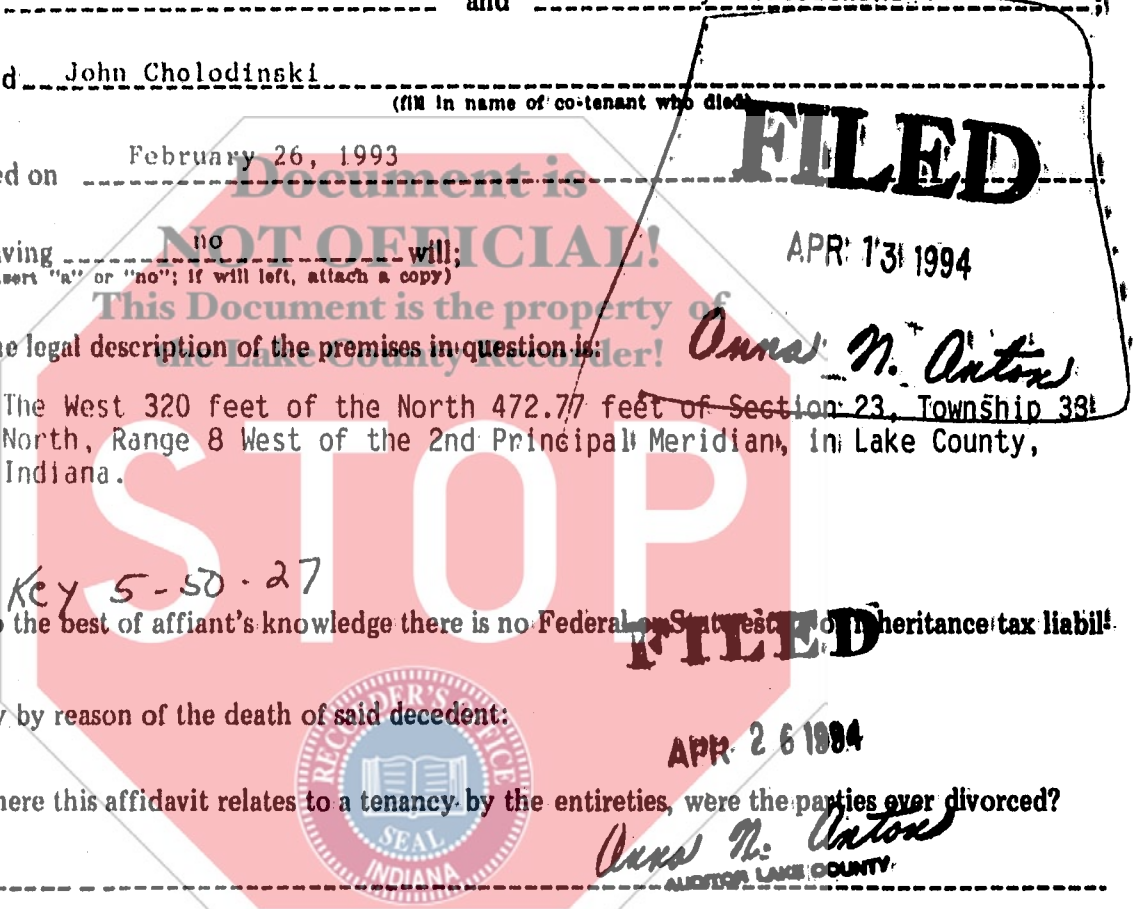 and
d John Cholodinski
(fill in name of co-tenant who died)
FILED
ed on February 26, 1993
Document is
NOT OFFICIAL!
ving no will;
APR 13 1994
sert "a" or "no"; if will left, attach a copy)
This Document is the property of
the Lake County Recorder!
e legal description of the premises in question is:
Anna N. Anton
The West 320 feet of the North 472.77 feet of Section 23, Township 38
North, Range 8 West of the 2nd Principal Meridian, in Lake County,
Indiana.
STOP
Key 5-50-27
the best of affiant's knowledge there is no Federal or State estate or inheritance tax liabil
FILED
y by reason of the death of said decedent:
APR 26 1994
here this affidavit relates to a tenancy by the entireties, were the parties ever divorced?
Anna N. Anton
AUDITOR LAKE COUNTY
RECORDER'S OFFICE
SEAL
INDIANA